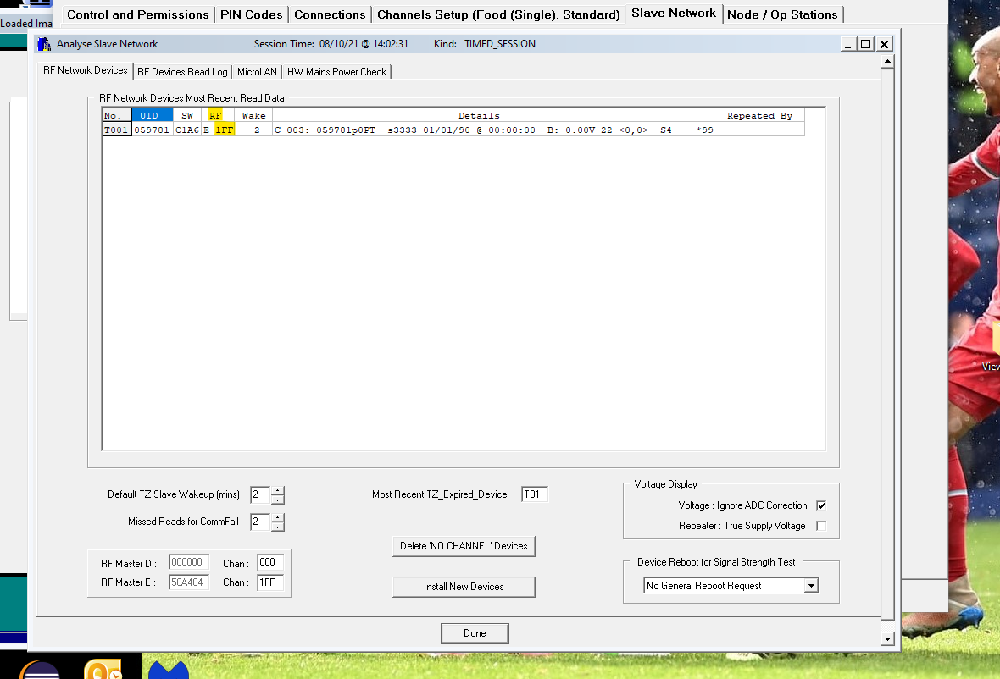 Control and Permissions PIN Codes Connections Channels Setup (Food (Single), Standard) Slave Network Node / Op Stations
Loaded Ima
Analyse Slave Network Session Time: 08/10/21 @ 14:02:31 Kind: TIMED_SESSION
RF Network Devices RF Devices Read Log MicroLAN HW Mains Power Check
RF Network Devices Most Recent Read Data
No. UID SW RF Wake Details Repeated By
T001 059781 C1A6 E 1FF 2 C 003: 059781p0PT s3333 01/01/90 @ 00:00:00 B: 0.00V 22 <0,0> S4 *99
View
Default TZ Slave Wakeup (mins) 2
Most Recent TZ_Expired_Device T01
Missed Reads for CommFail 2
Voltage Display
Voltage : Ignore ADC Correction
Repeater : True Supply Voltage
Delete 'NO CHANNEL' Devices
RF Master D : 000000 Chan : 000
RF Master E : 50A404 Chan : 1FF
Install New Devices
Device Reboot for Signal Strength Test
No General Reboot Request
Done